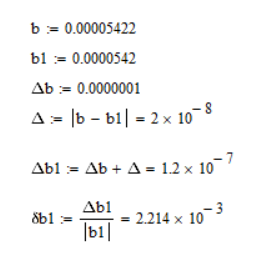 b := 0.00005422
b1 := 0.0000542
Δb := 0.0000001
Δ := |b − b1| = 2 × 10⁻⁸
Δb1 := Δb + Δ = 1.2 × 10⁻⁷
δb1 := Δb1 / |b1| = 2.214 × 10⁻³